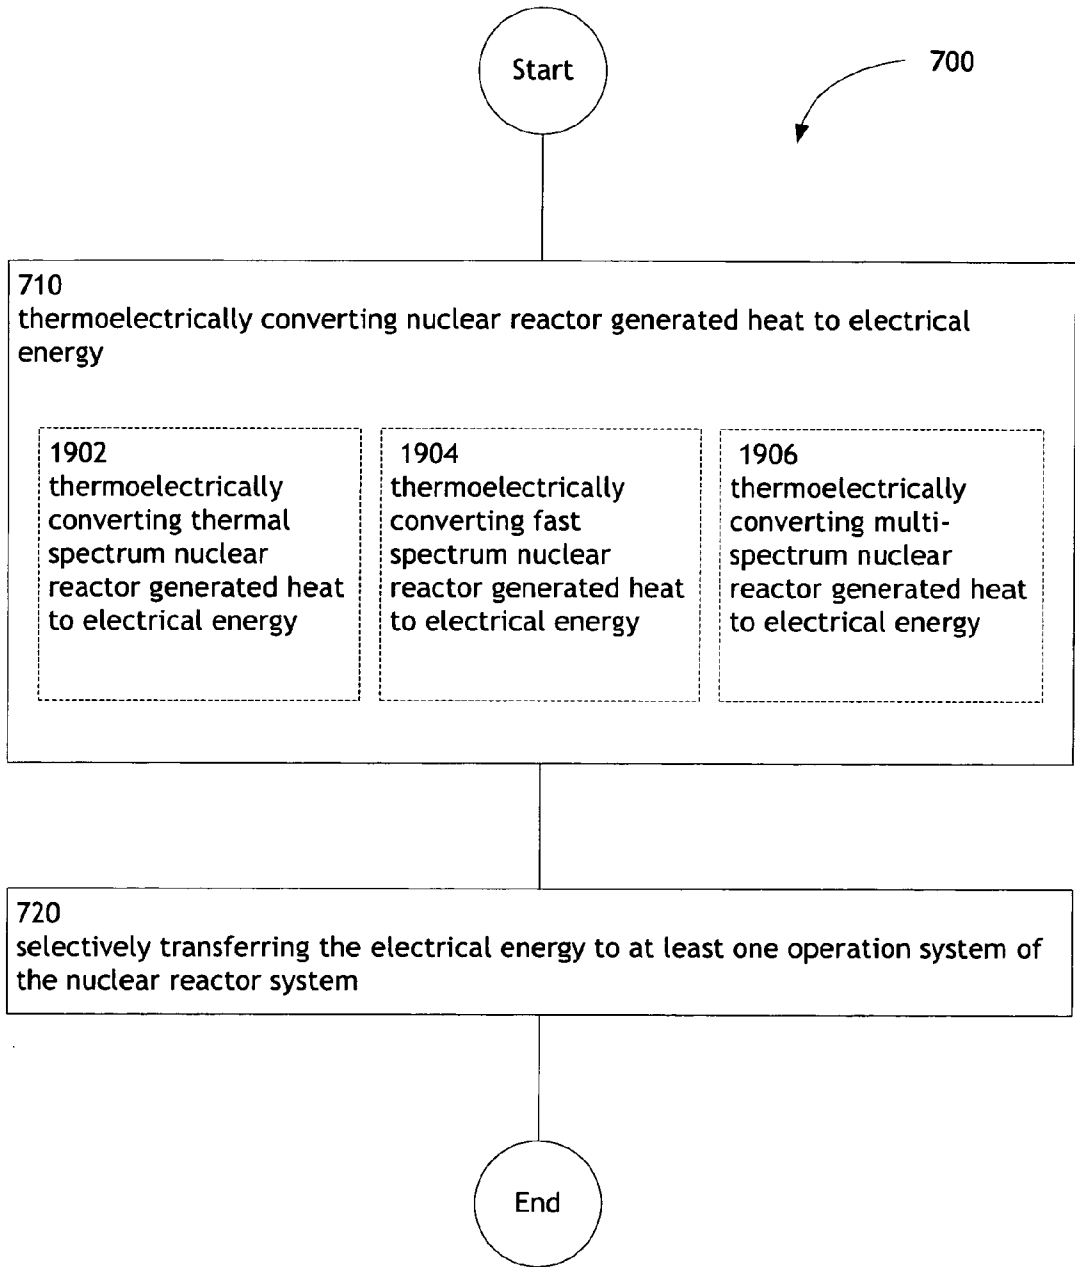 Start
700
710
thermoelectrically converting nuclear reactor generated heat to electrical
energy
1902
thermoelectrically
converting thermal
spectrum nuclear
reactor generated heat
to electrical energy
1904
thermoelectrically
converting fast
spectrum nuclear
reactor generated heat
to electrical energy
1906
thermoelectrically
converting multi-
spectrum nuclear
reactor generated heat
to electrical energy
720
selectively transferring the electrical energy to at least one operation system of
the nuclear reactor system
End